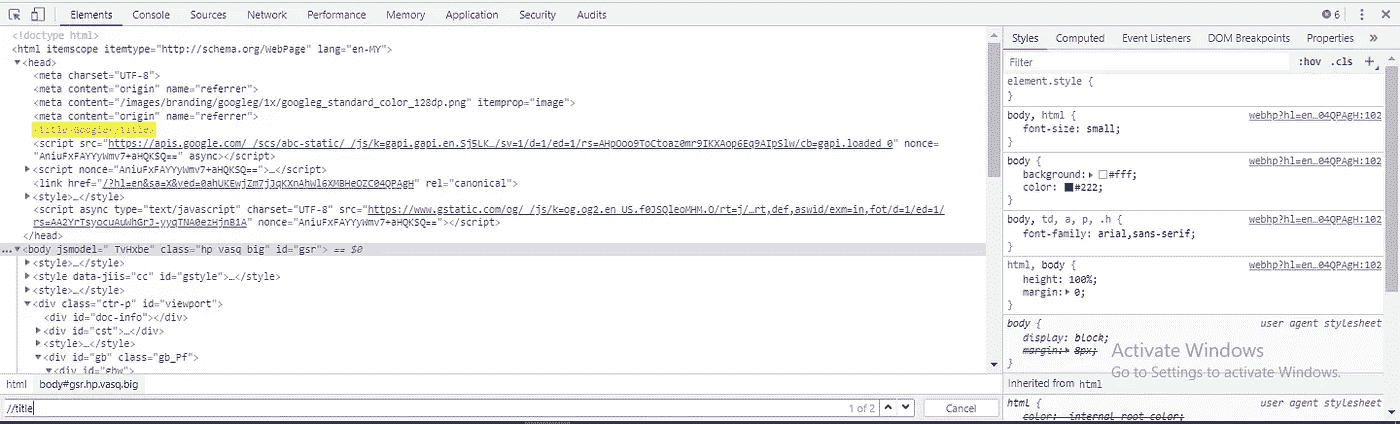 Elements Console Sources Network Performance Memory Application Security Audits 6
<!doctype html>
<html itemscope itemtype="http://schema.org/WebPage" lang="en-MY">
<head>
<meta charset="UTF-8">
<meta content="origin" name="referrer">
<meta content="/images/branding/googleg/1x/googleg_standard_color_128dp.png" itemprop="image">
<meta content="origin" name="referrer">
<title>Google</title>
<script src="https://apis.google.com/_/scs/abc-static/_/js/k=gapi.gapi.en.Sj5LK…/sv=1/d=1/ed=1/rs=AHpOoo9ToCtoaz0mr9IKXAop6Eq9AIpSlw/cb=gapi.loaded_0" nonce=
"AniuFxFAYYyWmv7+aHQKSQ==" async></script>
<script nonce="AniuFxFAYYyWmv7+aHQKSQ==">…</script>
<link href="/?hl=en&sa=X&ved=0ahUKEwjZm7jJqKXnAhWl6XMBHeOZC04QPAgH" rel="canonical">
<style>…</style>
<script async type="text/javascript" charset="UTF-8" src="https://www.gstatic.com/og/_/js/k=og.og2.en_US.f0JSQleoMHM.O/rt=j/…rt,def,aswid/exm=in,fot/d=1/ed=1/
rs=AA2YrTsyocuAuWhGrJ-yyqTNA0ezHjnB1A" nonce="AniuFxFAYYyWmv7+aHQKSQ=="></script>
</head>
… <body jsmodel=" TvHxbe" class="hp vasq big" id="gsr"> == $0
<style>…</style>
<style data-jiis="cc" id="gstyle">…</style>
<style>…</style>
<div class="ctr-p" id="viewport">
<div id="doc-info"></div>
<div id="cst">…</div>
<style>…</style>
<div id="gb" class="gb_Pf">
<div id="gbw">
html body#gsr.hp.vasq.big
//title 1 of 2 Cancel
Styles Computed Event Listeners DOM Breakpoints Properties »
Filter :hov .cls +
element.style {
}
body, html { webhp?hl=en…04QPAgH:102
font-size: small;
}
body { webhp?hl=en…04QPAgH:102
background: #fff;
color: #222;
}
body, td, a, p, .h { webhp?hl=en…04QPAgH:102
font-family: arial,sans-serif;
}
html, body { webhp?hl=en…04QPAgH:102
height: 100%;
margin: 0;
}
body { user agent stylesheet
display: block;
margin: 8px;
}
Activate Windows
Go to Settings to activate Windows.
Inherited from html
html { user agent stylesheet
color: -internal-root-color;